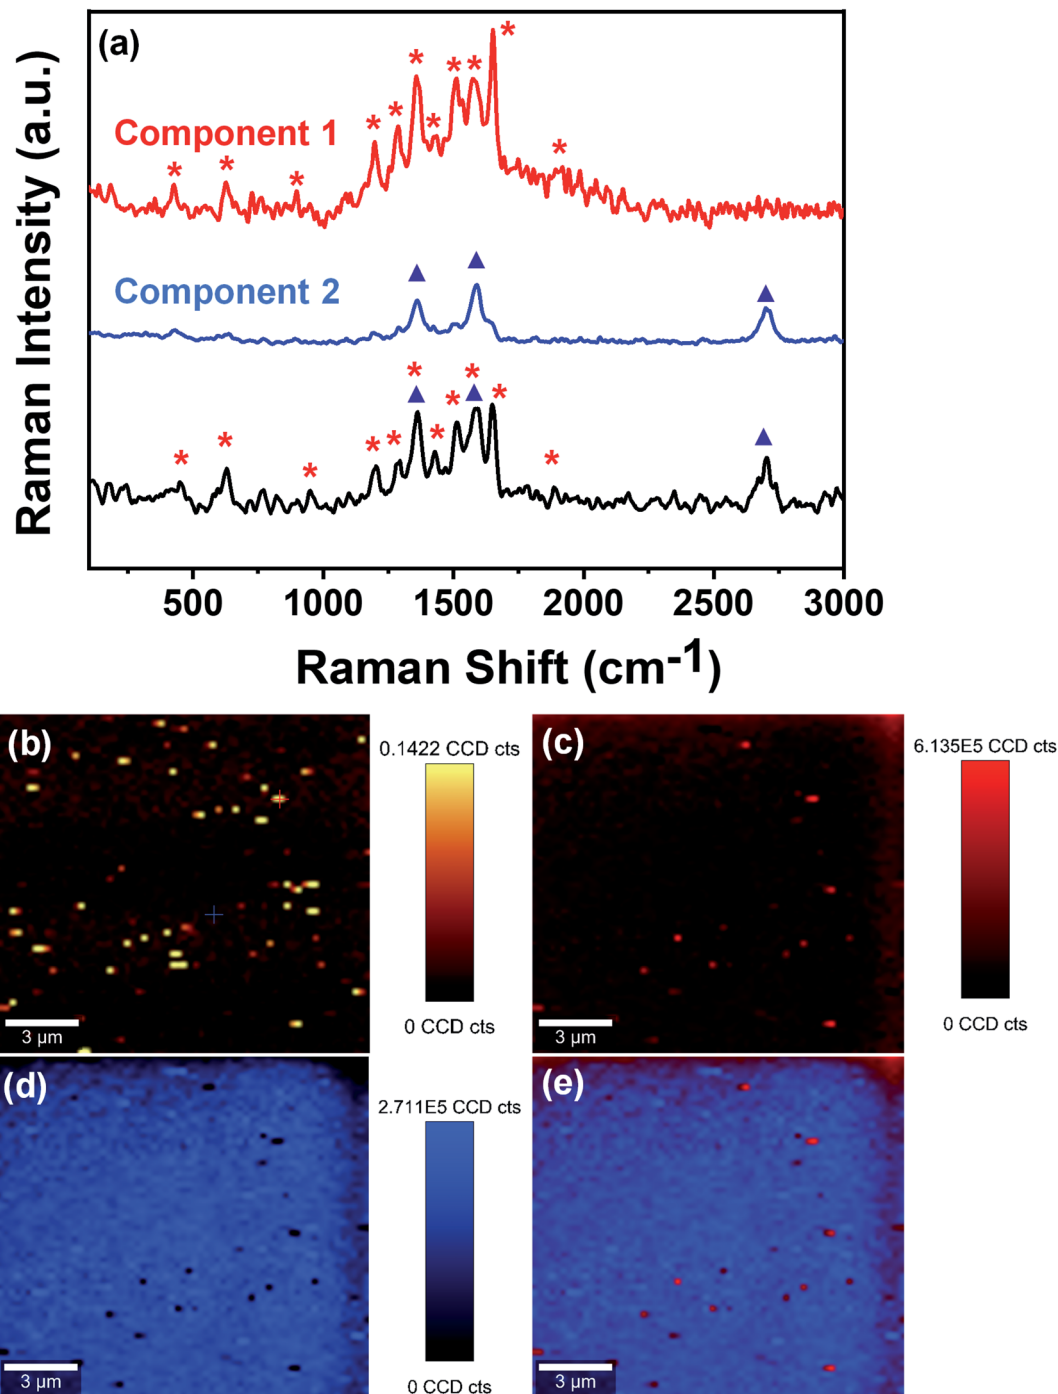 (a)
Component 1
Component 2
Raman Intensity (a.u.)
500 1000 1500 2000 2500 3000
Raman Shift (cm-1)
(b)
0.1422 CCD cts
0 CCD cts
3 μm
(c)
6.135E5 CCD cts
0 CCD cts
3 μm
(d)
2.711E5 CCD cts
0 CCD cts
3 μm
(e)
3 μm